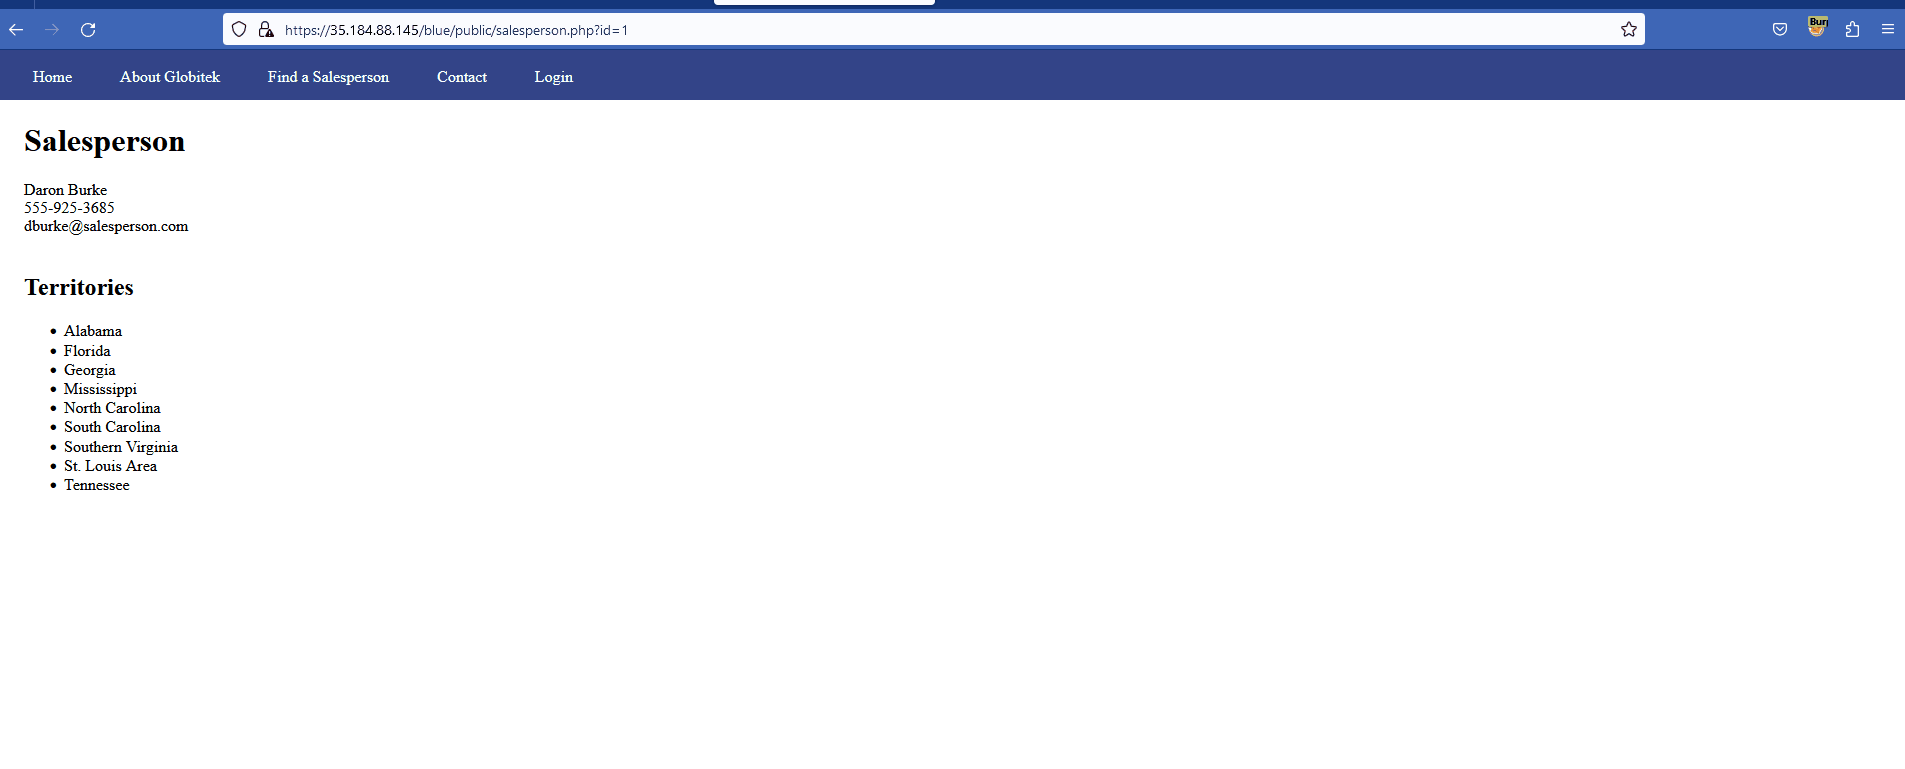 https://35.184.88.145/blue/public/salesperson.php?id=1
Bur
Home About Globitek Find a Salesperson Contact Login
Salesperson
Daron Burke
555-925-3685
dburke@salesperson.com
Territories
Alabama
Florida
Georgia
Mississippi
North Carolina
South Carolina
Southern Virginia
St. Louis Area
Tennessee